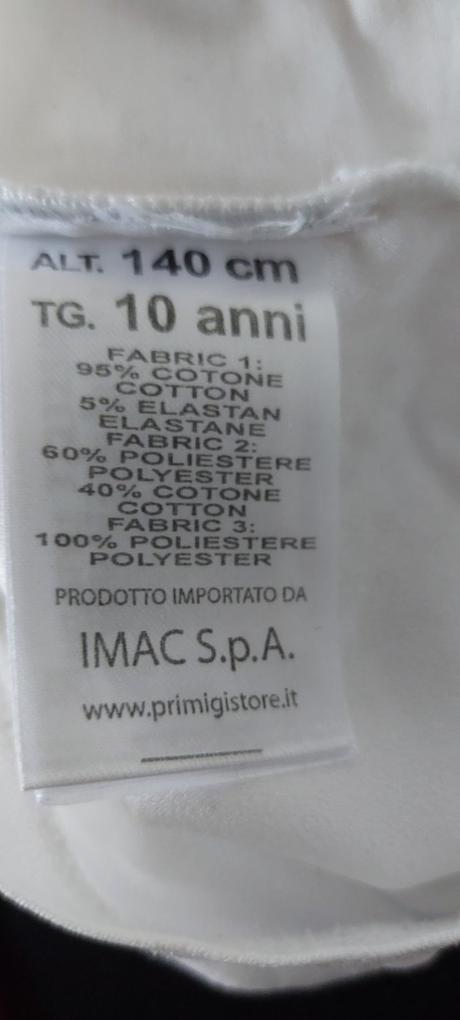 ALT. 140 cm
TG. 10 anni
FABRIC 1:
95% COTONE
COTTON
5% ELASTAN
ELASTANE
FABRIC 2:
60% POLIESTERE
POLYESTER
40% COTONE
COTTON
FABRIC 3:
100% POLIESTERE
POLYESTER
PRODOTTO IMPORTATO DA
IMAC S.p.A.
www.primigistore.it